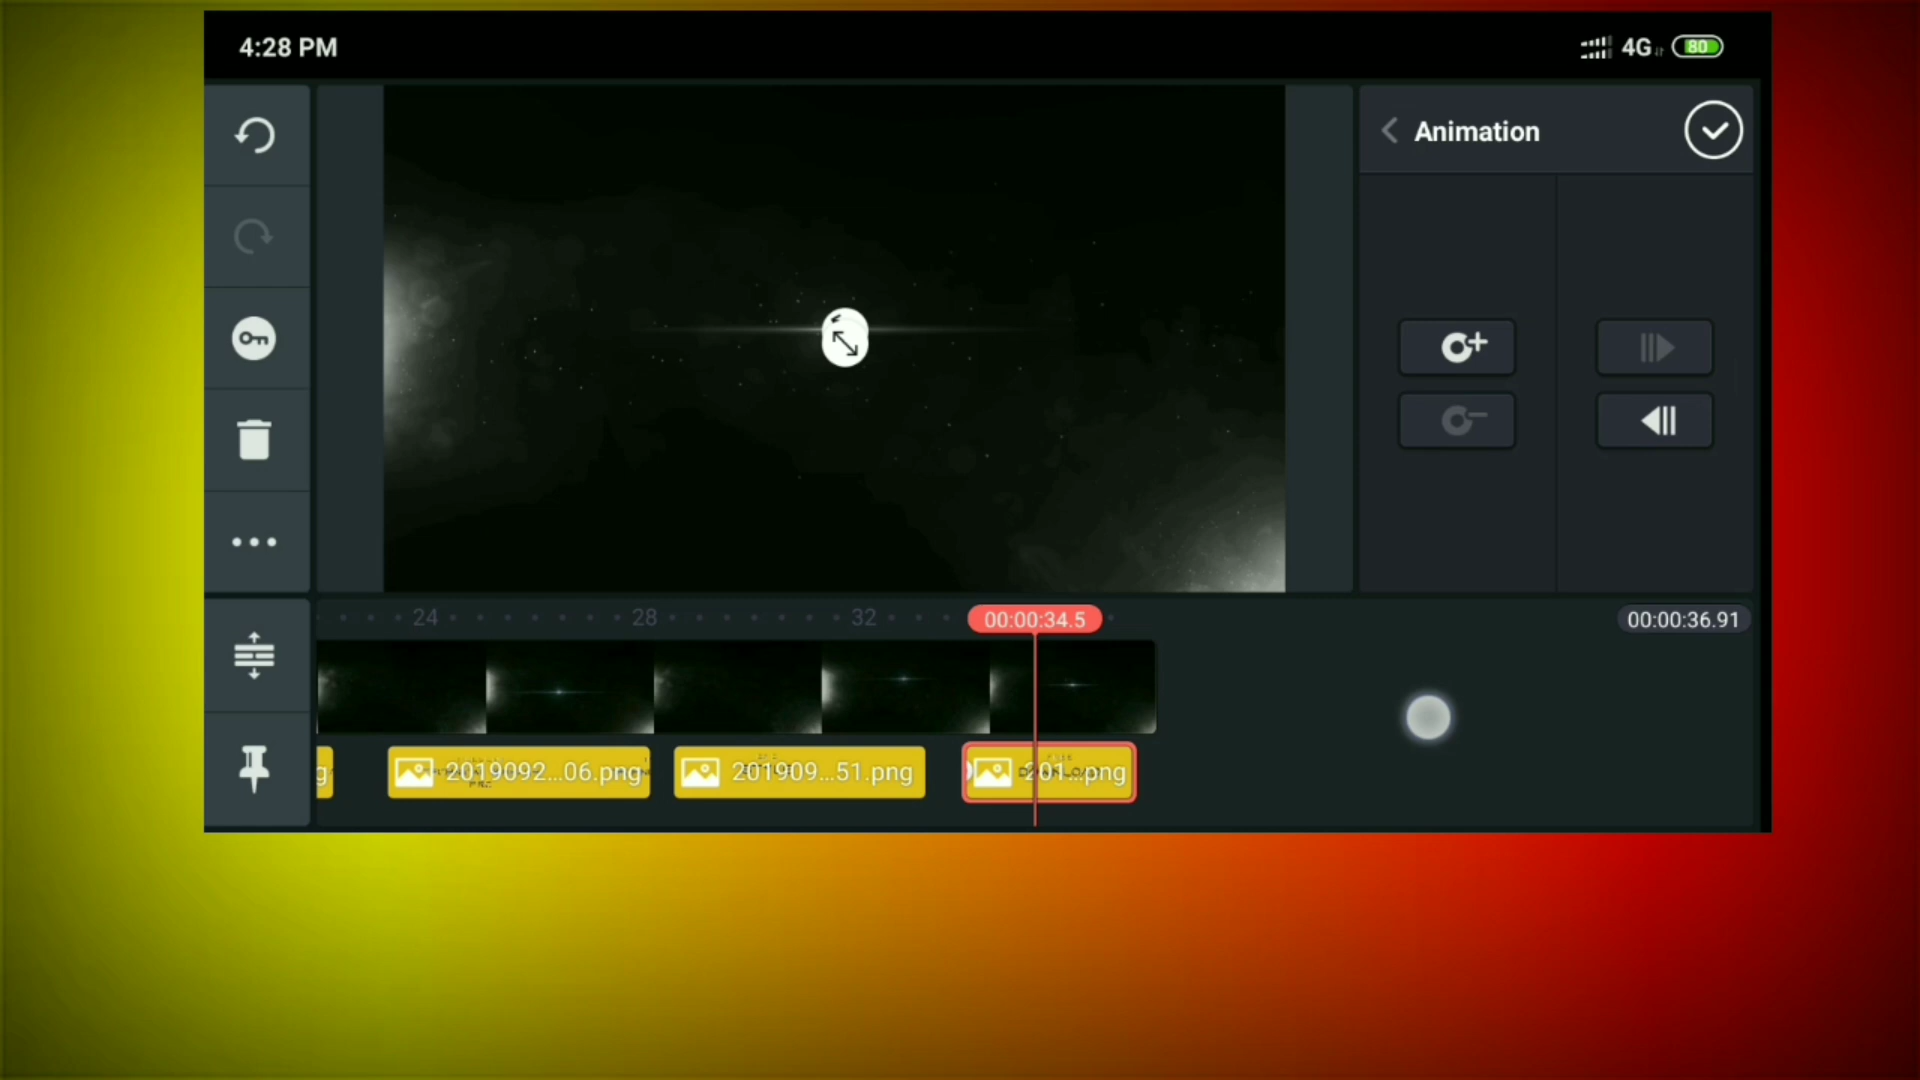 4:28 PM
4G
80
Animation
24
28
32
00:00:34.5
00:00:36.91
g
2019092...06.png
201909...51.png
201...png